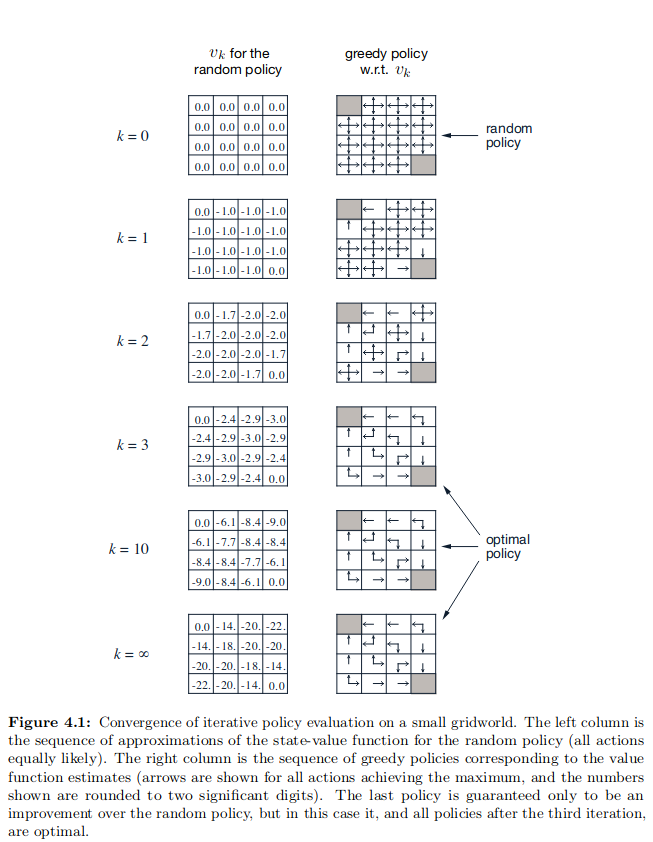 vk for the
random policy
greedy policy
w.r.t. vk
k = 0
0.0 0.0 0.0 0.0
0.0 0.0 0.0 0.0
0.0 0.0 0.0 0.0
0.0 0.0 0.0 0.0
random
policy
k = 1
0.0 -1.0 -1.0 -1.0
-1.0 -1.0 -1.0 -1.0
-1.0 -1.0 -1.0 -1.0
-1.0 -1.0 -1.0 0.0
k = 2
0.0 -1.7 -2.0 -2.0
-1.7 -2.0 -2.0 -2.0
-2.0 -2.0 -2.0 -1.7
-2.0 -2.0 -1.7 0.0
k = 3
0.0 -2.4 -2.9 -3.0
-2.4 -2.9 -3.0 -2.9
-2.9 -3.0 -2.9 -2.4
-3.0 -2.9 -2.4 0.0
k = 10
0.0 -6.1 -8.4 -9.0
-6.1 -7.7 -8.4 -8.4
-8.4 -8.4 -7.7 -6.1
-9.0 -8.4 -6.1 0.0
optimal
policy
k = ∞
0.0 -14. -20. -22.
-14. -18. -20. -20.
-20. -20. -18. -14.
-22. -20. -14. 0.0
Figure 4.1: Convergence of iterative policy evaluation on a small gridworld. The left column is
the sequence of approximations of the state-value function for the random policy (all actions
equally likely). The right column is the sequence of greedy policies corresponding to the value
function estimates (arrows are shown for all actions achieving the maximum, and the numbers
shown are rounded to two significant digits). The last policy is guaranteed only to be an
improvement over the random policy, but in this case it, and all policies after the third iteration,
are optimal.